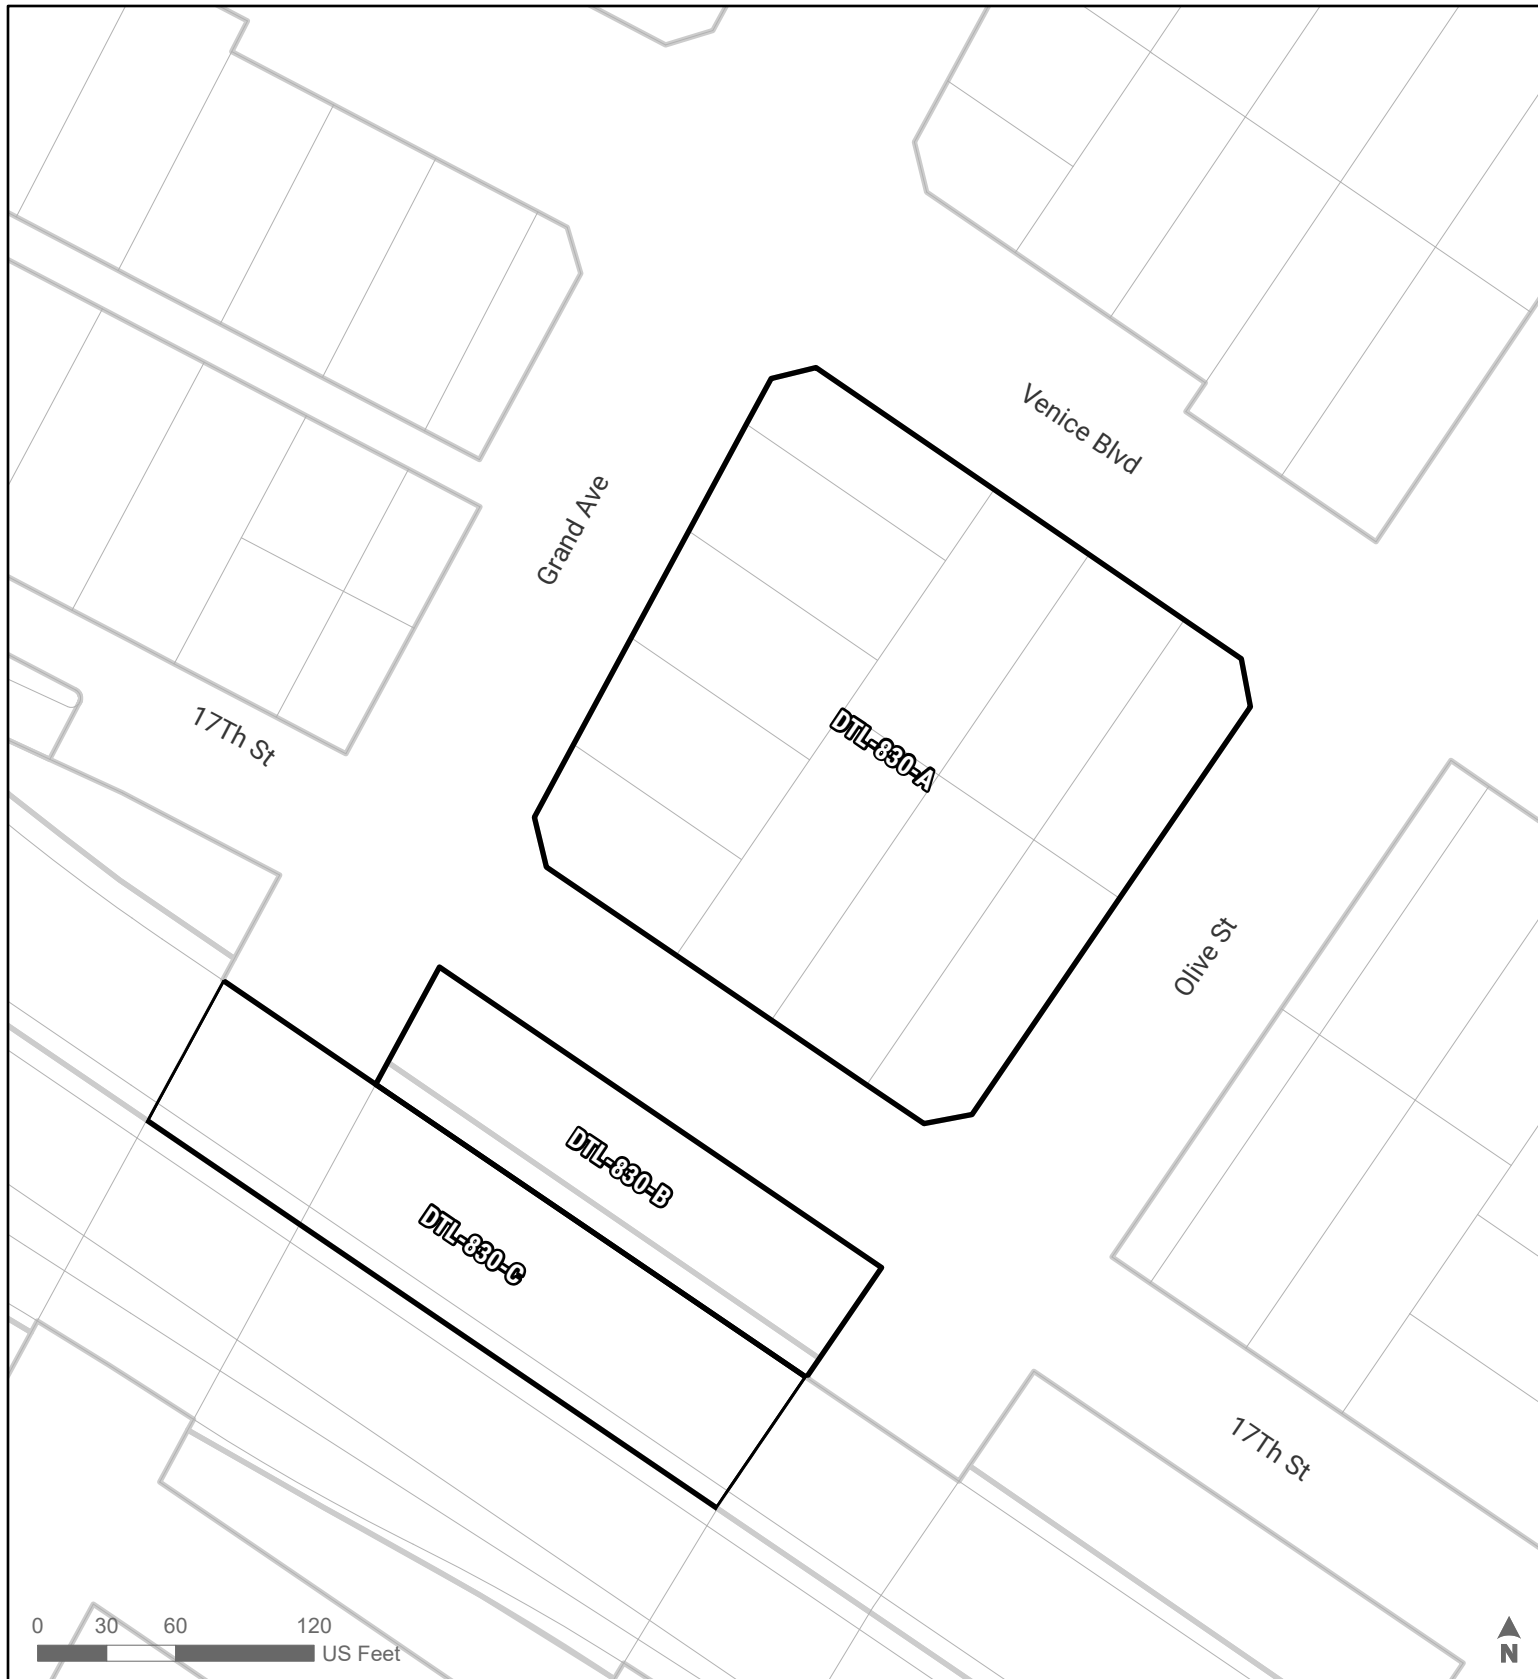 Venice Blvd
Grand Ave
17Th St
DTL-830-A
Olive St
DTL-830-B
DTL-830-C
17Th St
0 30 60 120
US Feet
N